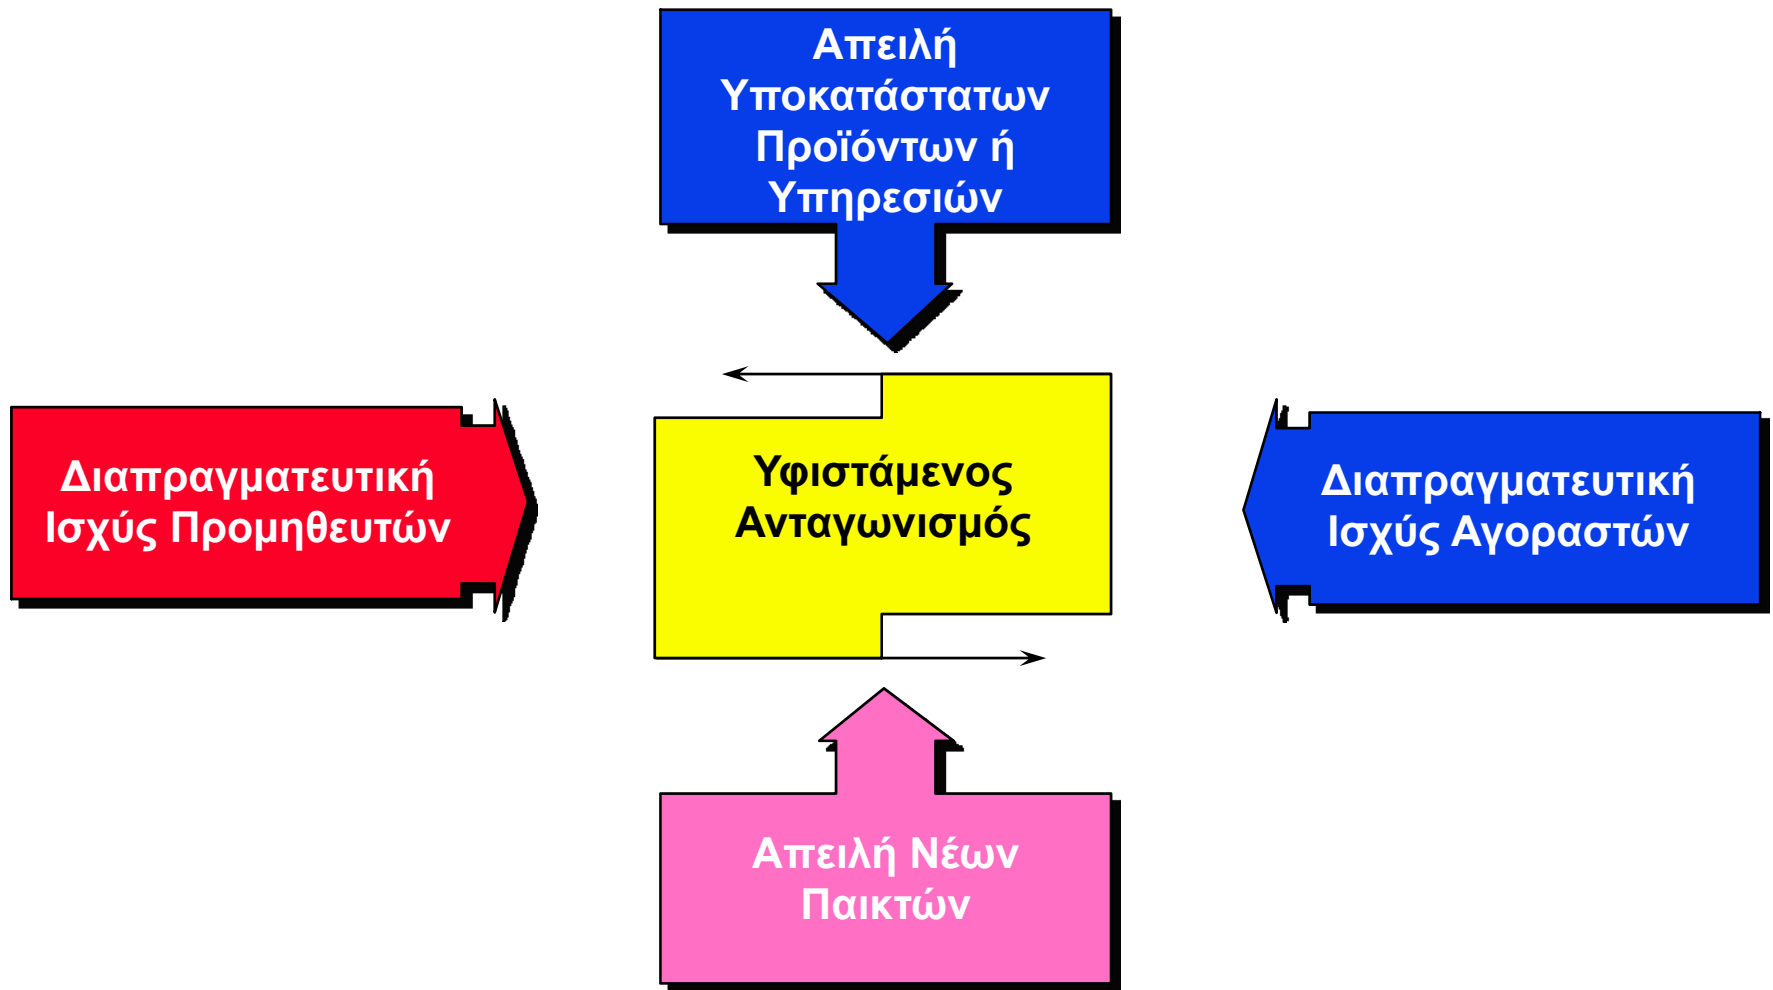 Απειλή
Υποκατάστατων
Προϊόντων ή
Υπηρεσιών
Διαπραγματευτική
Ισχύς Προμηθευτών
Υφιστάμενος
Ανταγωνισμός
Διαπραγματευτική
Ισχύς Αγοραστών
Απειλή Νέων
Παικτών